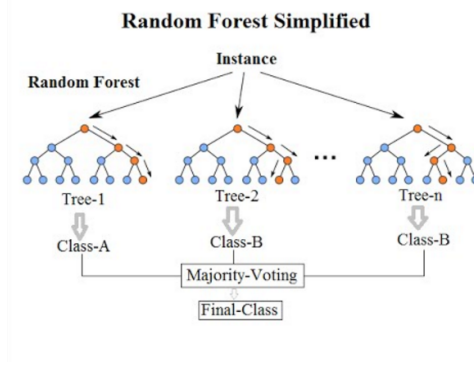 Random Forest Simplified
Instance
Random Forest
...
Tree-1
Tree-2
Tree-n
Class-A
Class-B
Class-B
Majority-Voting
Final-Class